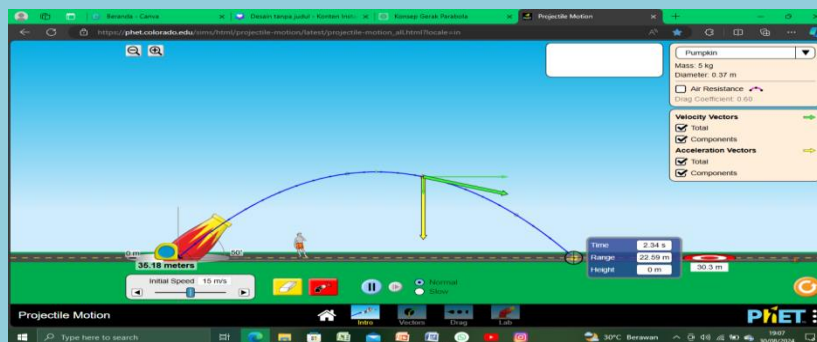 Beranda - Canva
Desain tanpa judul - Konten Insta
Konsep Gerak Parabola
Projectile Motion
https://phet.colorado.edu/sims/html/projectile-motion/latest/projectile-motion_all.html?locale=in
Pumpkin
Mass: 5 kg
Diameter: 0.37 m
Air Resistance
Drag Coefficient: 0.60
Velocity Vectors
Total
Components
Acceleration Vectors
Total
Components
0 m
50°
35.18 meters
Time 2.34 s
Range 22.59 m
Height 0 m
30.3 m
Initial Speed 15 m/s
Normal
Slow
Projectile Motion
Intro
Vectors
Drag
Lab
PhET
Type here to search
30°C Berawan
19:07
30/08/2024